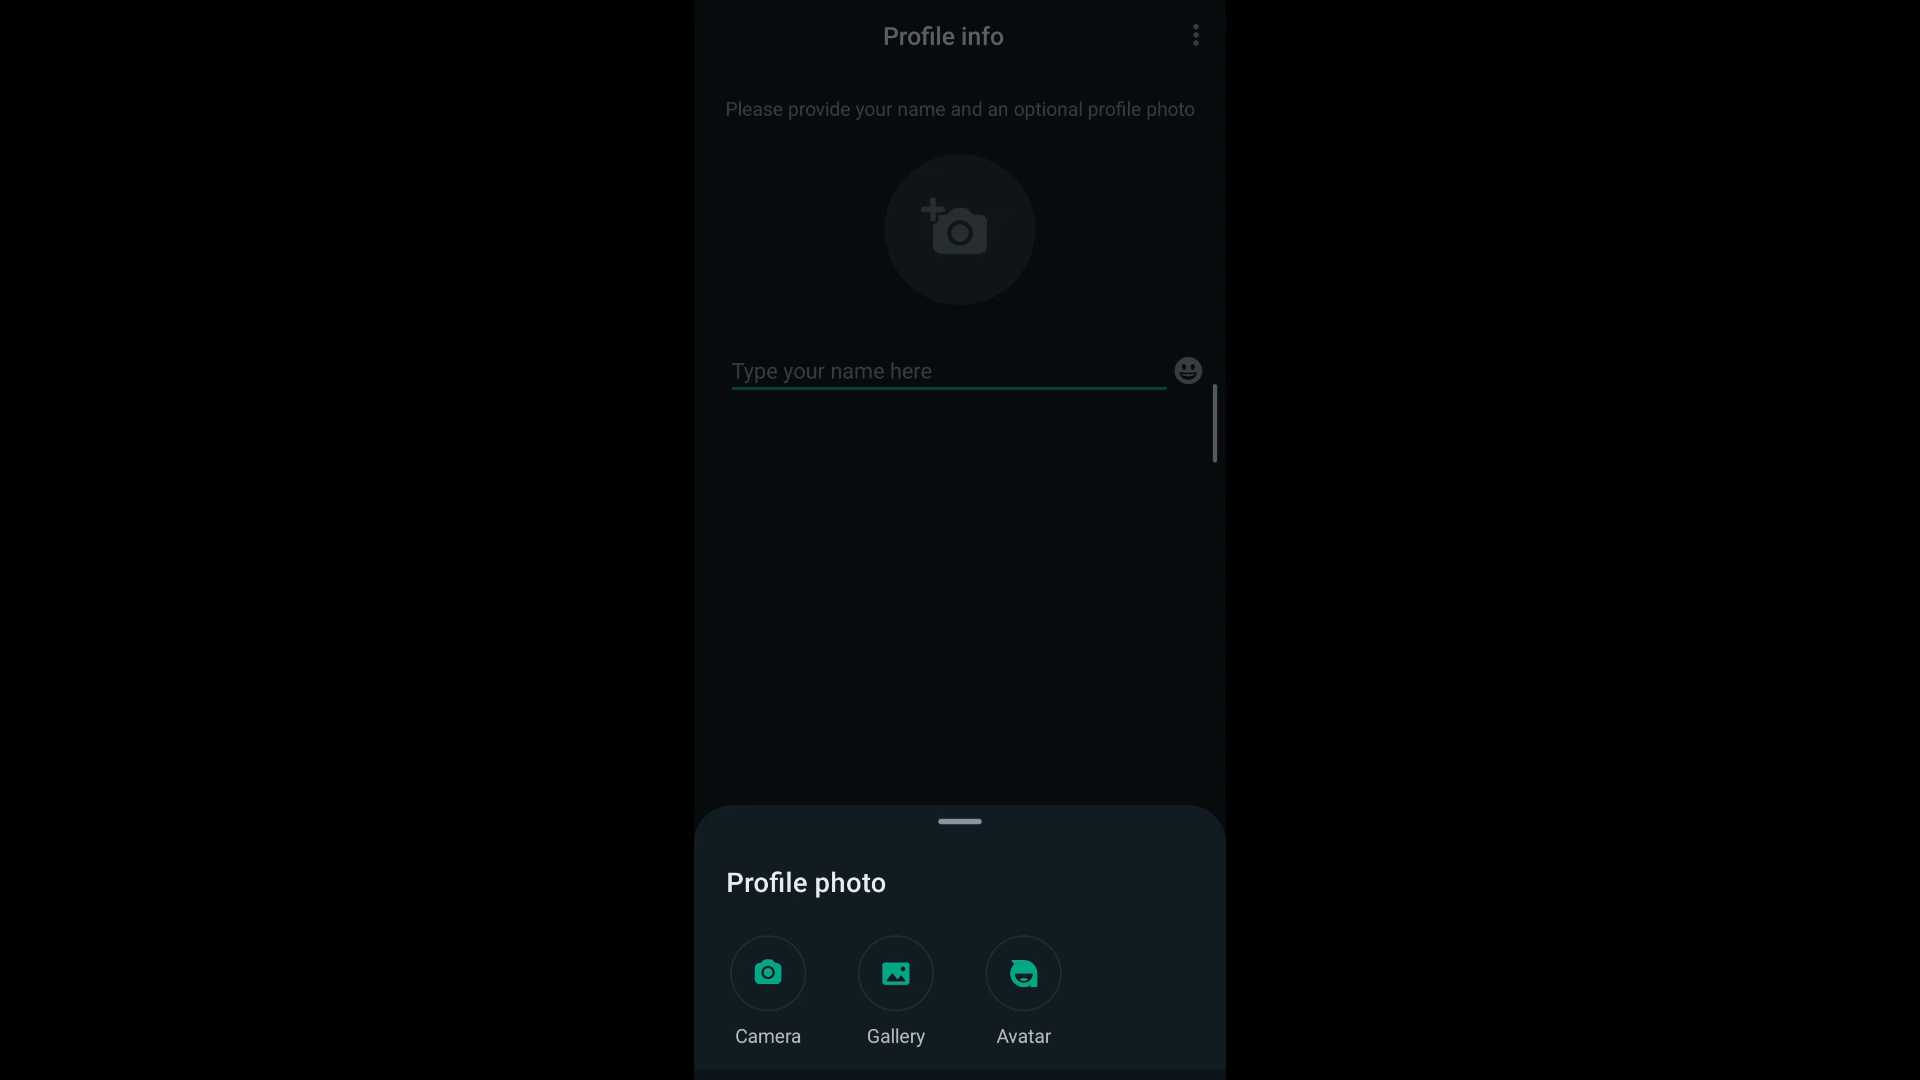 Profile info
Please provide your name and an optional profile photo
Type your name here
Profile photo
Camera
Gallery
Avatar